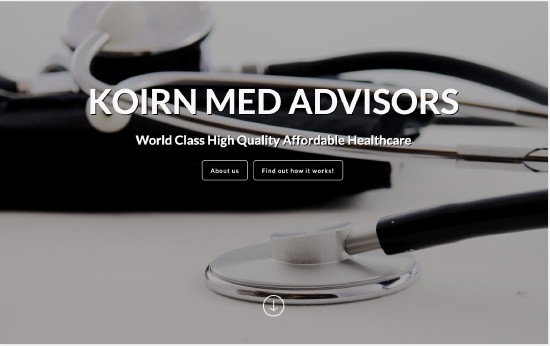 KOIRN MED ADVISORS
World Class High Quality Affordable Healthcare
About us
Find out how it works!